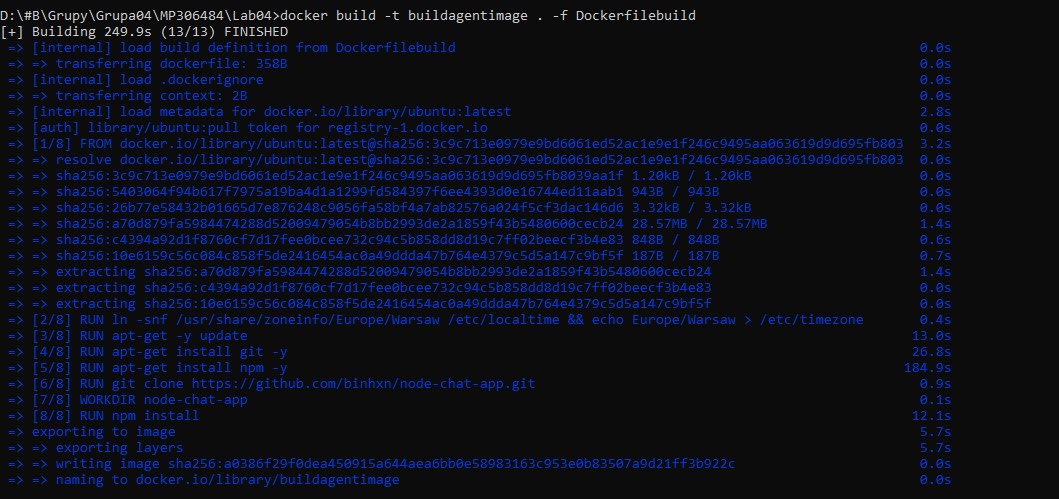 D:\#B\Grupy\Grupa04\MP306484\Lab04>docker build -t buildagentimage . -f Dockerfilebuild
[+] Building 249.9s (13/13) FINISHED
=> [internal] load build definition from Dockerfilebuild 0.0s
=> => transferring dockerfile: 358B 0.0s
=> [internal] load .dockerignore 0.0s
=> => transferring context: 2B 0.0s
=> [internal] load metadata for docker.io/library/ubuntu:latest 2.8s
=> [auth] library/ubuntu:pull token for registry-1.docker.io 0.0s
=> [1/8] FROM docker.io/library/ubuntu:latest@sha256:3c9c713e0979e9bd6061ed52ac1e9e1f246c9495aa063619d9d695fb803 3.2s
=> => resolve docker.io/library/ubuntu:latest@sha256:3c9c713e0979e9bd6061ed52ac1e9e1f246c9495aa063619d9d695fb803 0.0s
=> => sha256:3c9c713e0979e9bd6061ed52ac1e9e1f246c9495aa063619d9d695fb8039aa1f 1.20kB / 1.20kB 0.0s
=> => sha256:5403064f94b617f7975a19ba4d1a1299fd584397f6ee4393d0e16744ed11aab1 943B / 943B 0.0s
=> => sha256:26b77e58432b01665d7e876248c9056fa58bf4a7ab82576a024f5cf3dac146d6 3.32kB / 3.32kB 0.0s
=> => sha256:a70d879fa5984474288d52009479054b8bb2993de2a1859f43b5480600cecb24 28.57MB / 28.57MB 1.4s
=> => sha256:c4394a92d1f8760cf7d17fee0bcee732c94c5b858dd8d19c7ff02beecf3b4e83 848B / 848B 0.6s
=> => sha256:10e6159c56c084c858f5de2416454ac0a49ddda47b764e4379c5d5a147c9bf5f 187B / 187B 0.7s
=> => extracting sha256:a70d879fa5984474288d52009479054b8bb2993de2a1859f43b5480600cecb24 1.4s
=> => extracting sha256:c4394a92d1f8760cf7d17fee0bcee732c94c5b858dd8d19c7ff02beecf3b4e83 0.0s
=> => extracting sha256:10e6159c56c084c858f5de2416454ac0a49ddda47b764e4379c5d5a147c9bf5f 0.0s
=> [2/8] RUN ln -snf /usr/share/zoneinfo/Europe/Warsaw /etc/localtime && echo Europe/Warsaw > /etc/timezone 0.4s
=> [3/8] RUN apt-get -y update 13.0s
=> [4/8] RUN apt-get install git -y 26.8s
=> [5/8] RUN apt-get install npm -y 184.9s
=> [6/8] RUN git clone https://github.com/binhxn/node-chat-app.git 0.9s
=> [7/8] WORKDIR node-chat-app 0.1s
=> [8/8] RUN npm install 12.1s
=> exporting to image 5.7s
=> => exporting layers 5.7s
=> => writing image sha256:a0386f29f0dea450915a644aea6bb0e58983163c953e0b83507a9d21ff3b922c 0.0s
=> => naming to docker.io/library/buildagentimage 0.0s